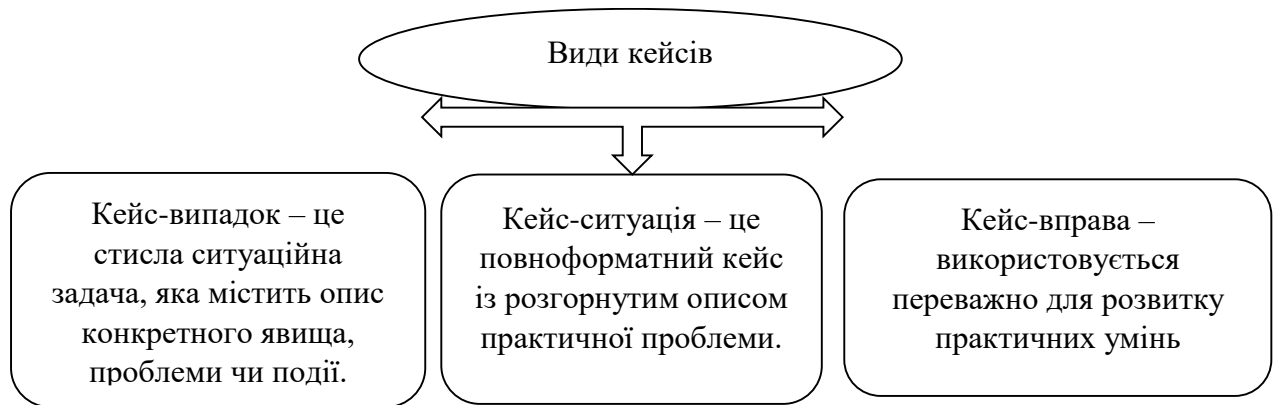 Види кейсів
Кейс-випадок – це
стисла ситуаційна
задача, яка містить опис
конкретного явища,
проблеми чи події.
Кейс-ситуація – це
повноформатний кейс
із розгорнутим описом
практичної проблеми.
Кейс-вправа –
використовується
переважно для розвитку
практичних умінь